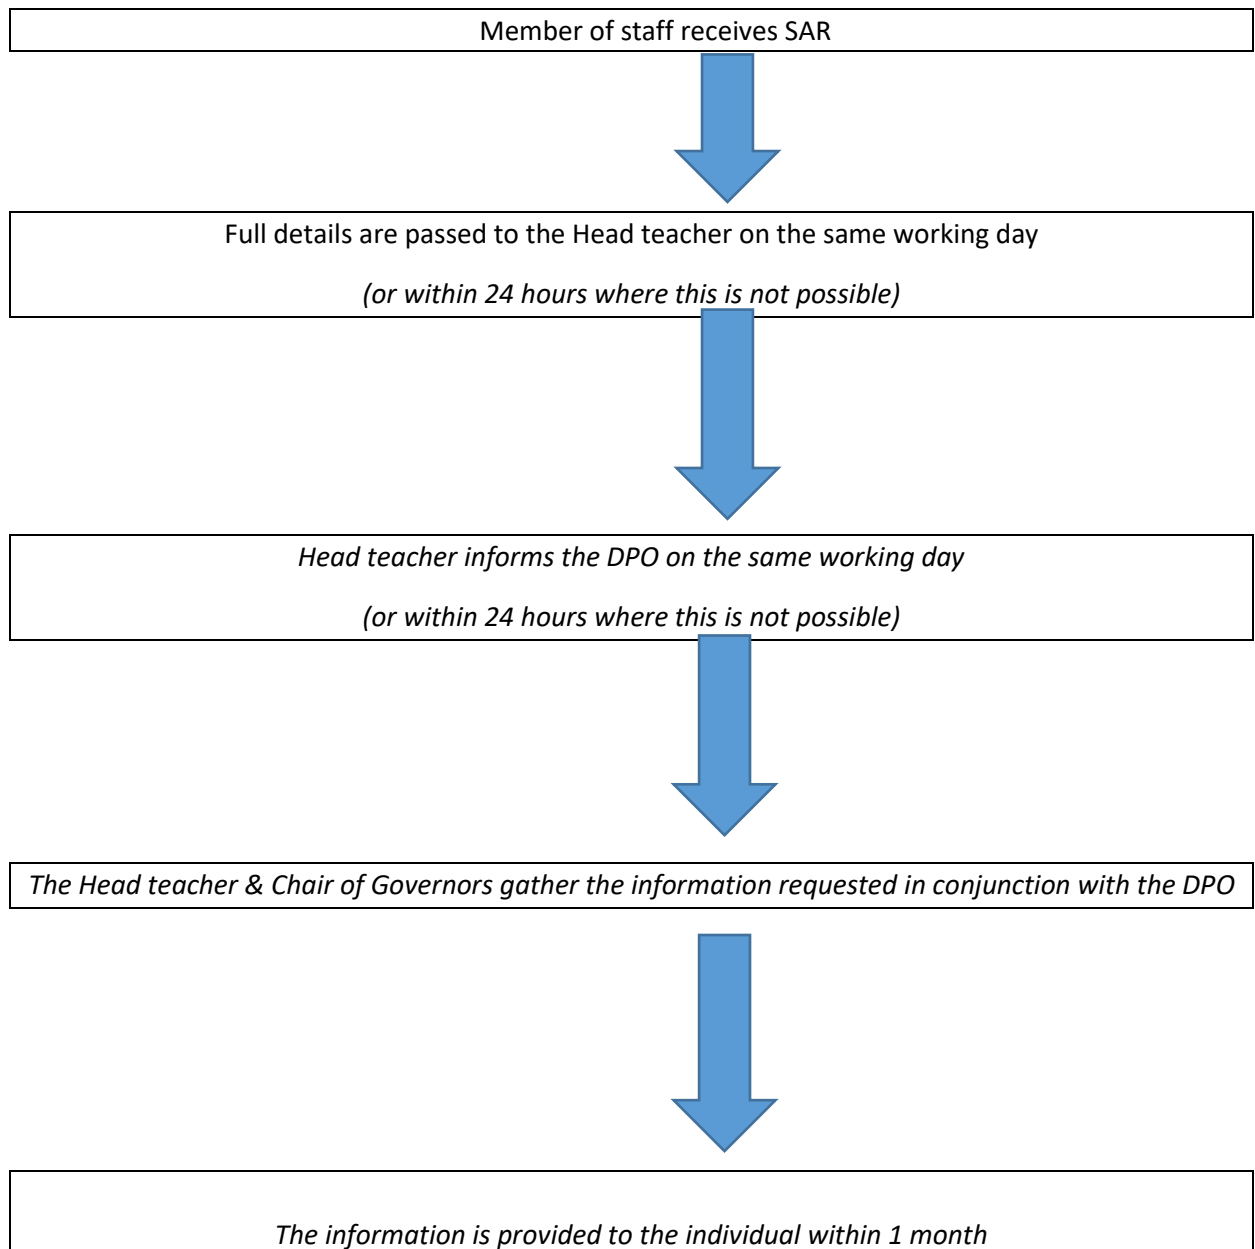 Member of staff receives SAR
Full details are passed to the Head teacher on the same working day
(or within 24 hours where this is not possible)
Head teacher informs the DPO on the same working day
(or within 24 hours where this is not possible)
The Head teacher & Chair of Governors gather the information requested in conjunction with the DPO
The information is provided to the individual within 1 month